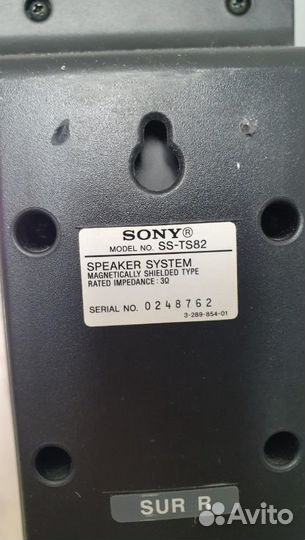 SONY®
MODEL NO. SS-TS82
SPEAKER SYSTEM
MAGNETICALLY SHIELDED TYPE
RATED IMPEDANCE: 3Ω
SERIAL NO. 0248762
3-289-854-01
SUR R
Avito